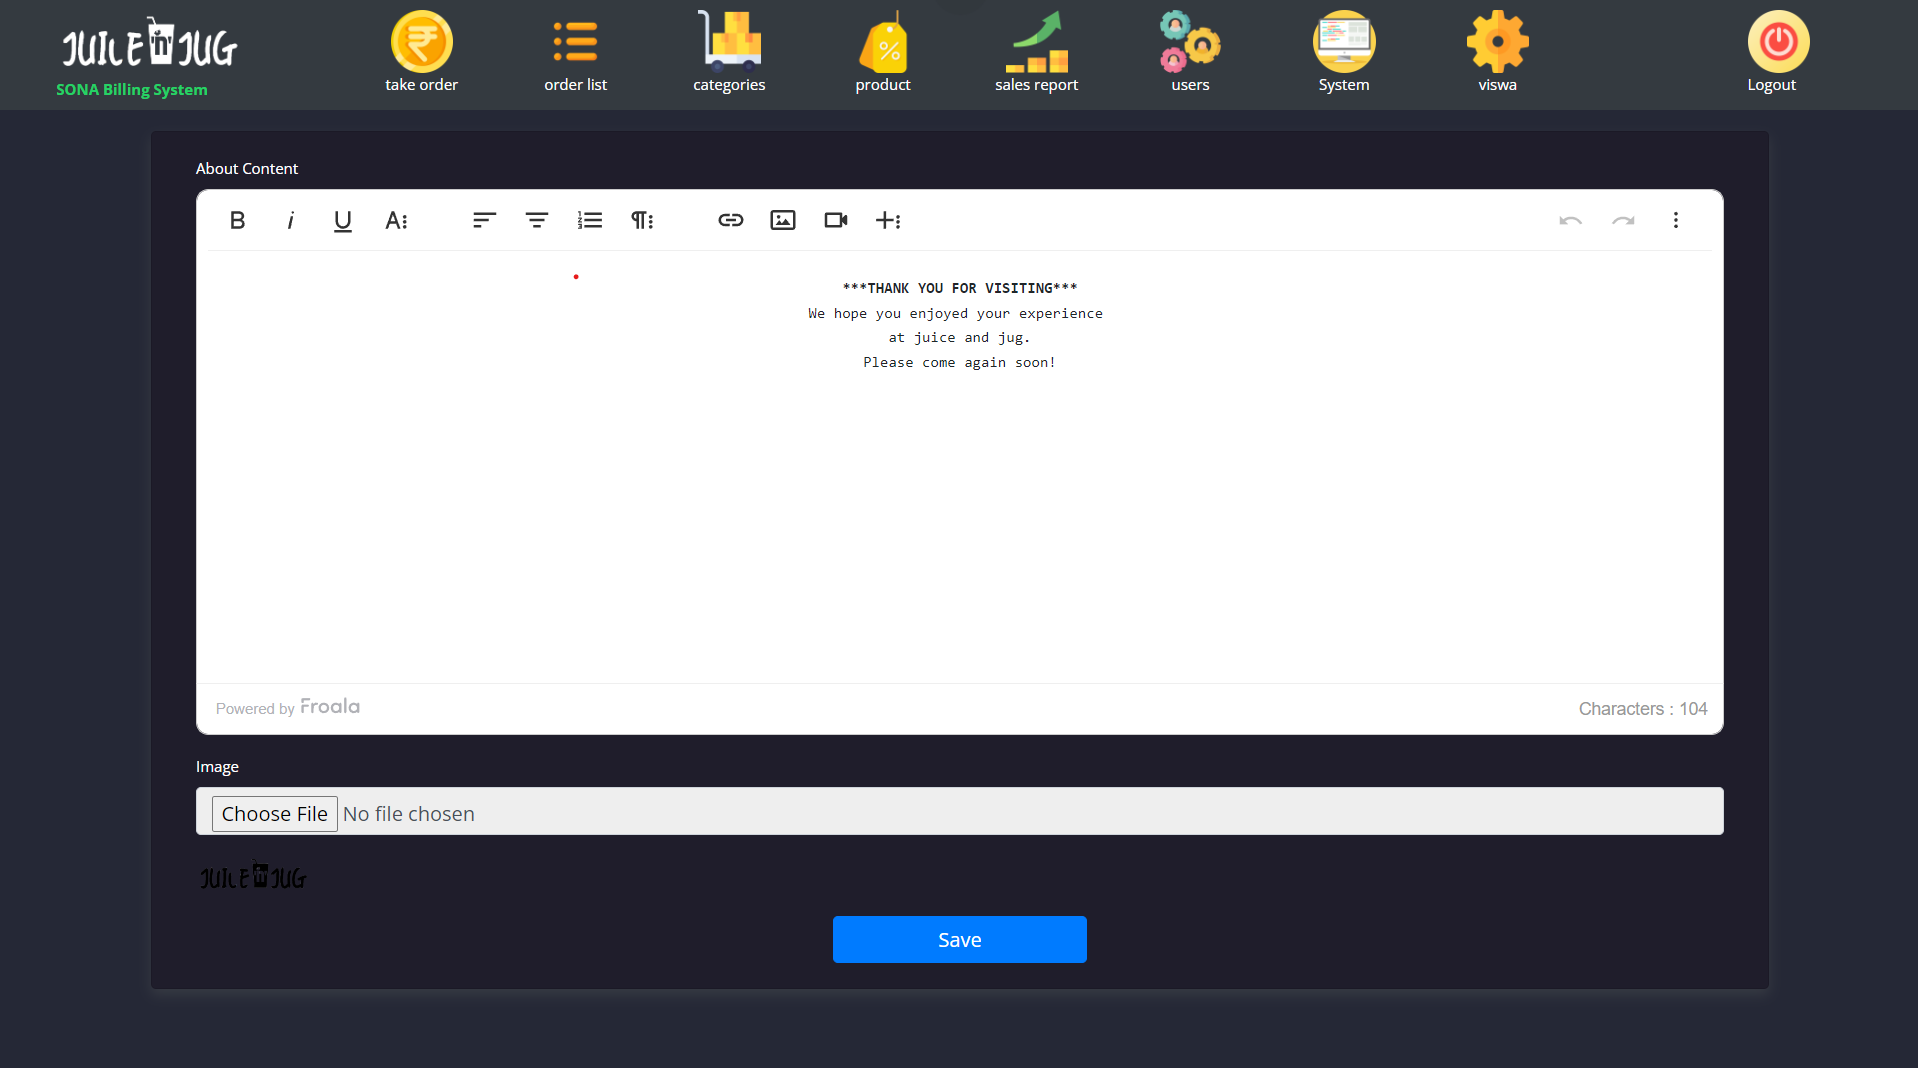 JUICE in JUG
SONA Billing System
take order
order list
categories
product
sales report
users
System
viswa
Logout
About Content
***THANK YOU FOR VISITING***
We hope you enjoyed your experience
at juice and jug.
Please come again soon!
Powered by Froala
Characters : 104
Image
Choose File No file chosen
JUICE in JUG
Save